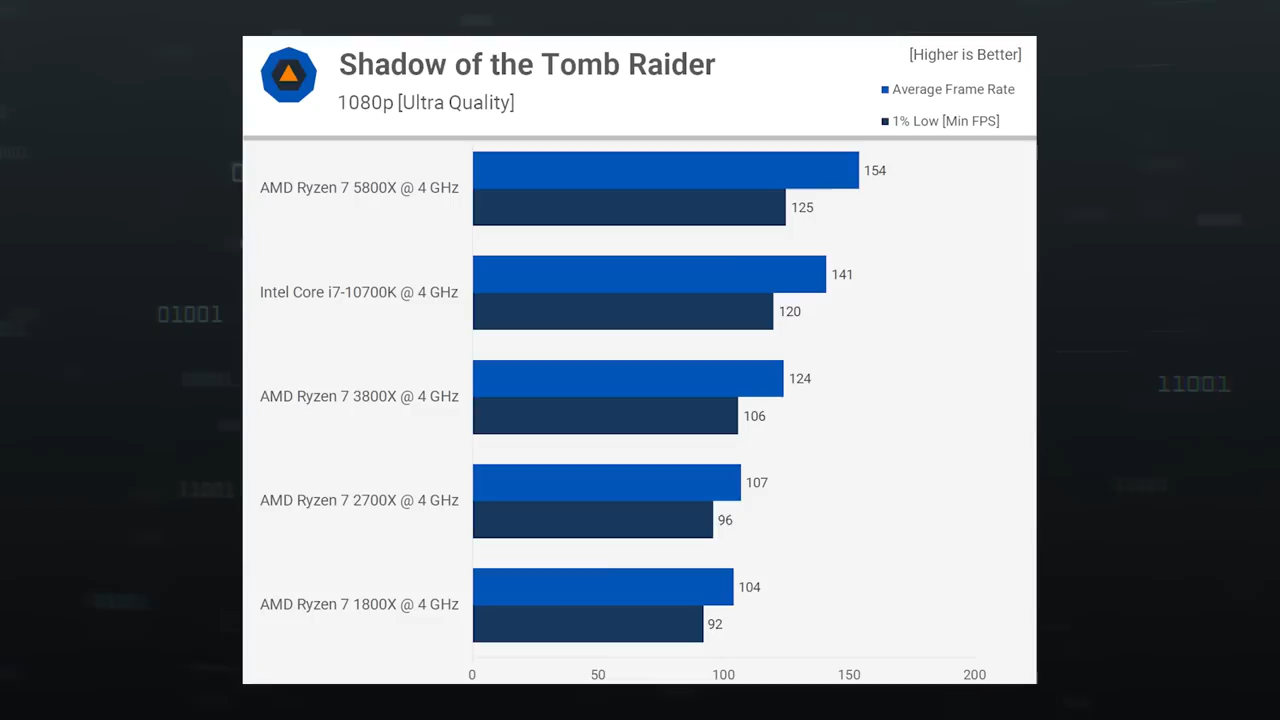 Shadow of the Tomb Raider
1080p [Ultra Quality]
[Higher is Better]
Average Frame Rate
1% Low [Min FPS]
AMD Ryzen 7 5800X @ 4 GHz
154
125
Intel Core i7-10700K @ 4 GHz
141
120
AMD Ryzen 7 3800X @ 4 GHz
124
106
AMD Ryzen 7 2700X @ 4 GHz
107
96
AMD Ryzen 7 1800X @ 4 GHz
104
92
0 50 100 150 200
01001
11001
11001